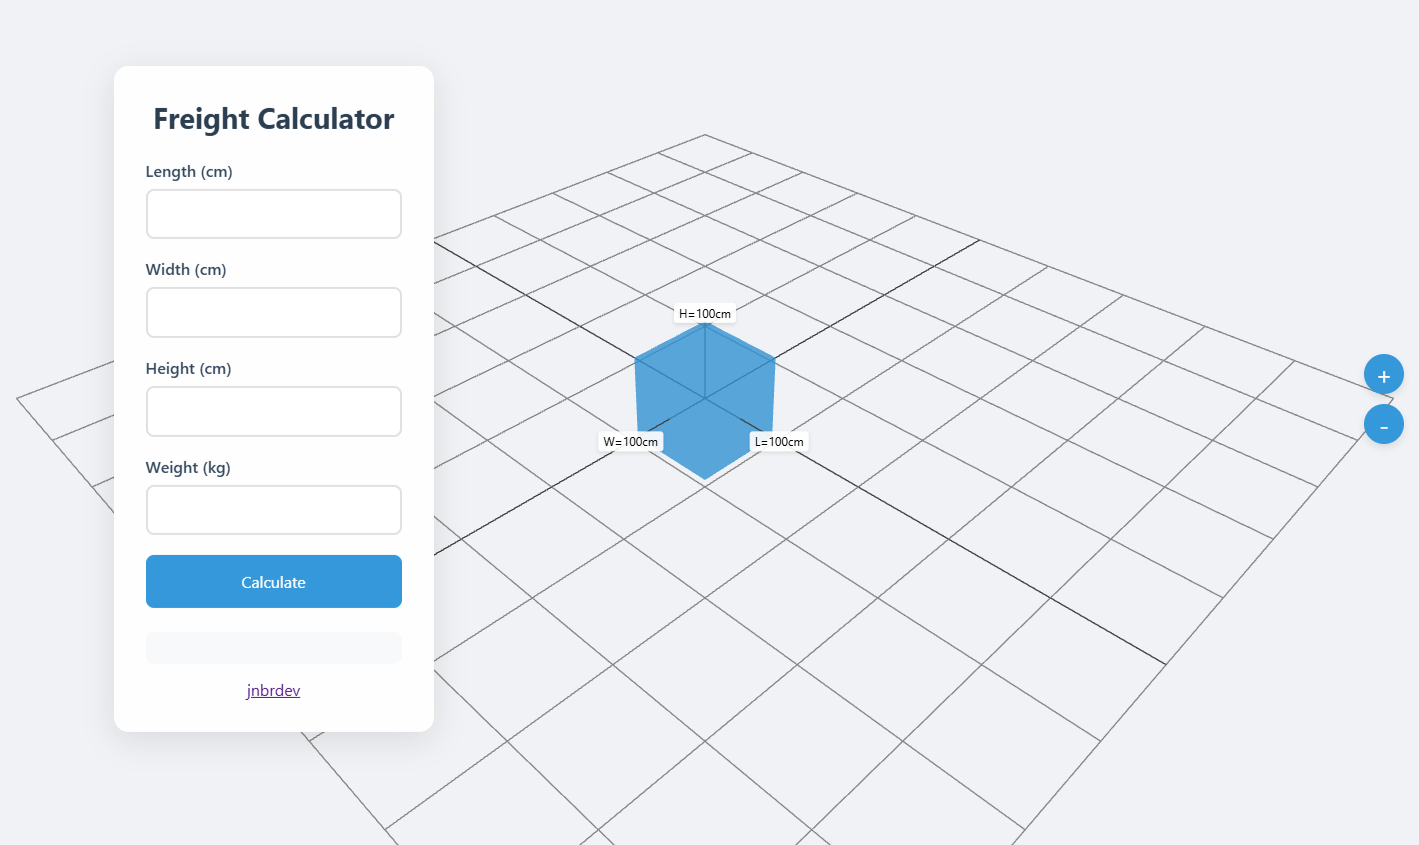 Freight Calculator
Length (cm)
Width (cm)
Height (cm)
Weight (kg)
Calculate
jnbrdev
H=100cm
W=100cm
L=100cm
+
-